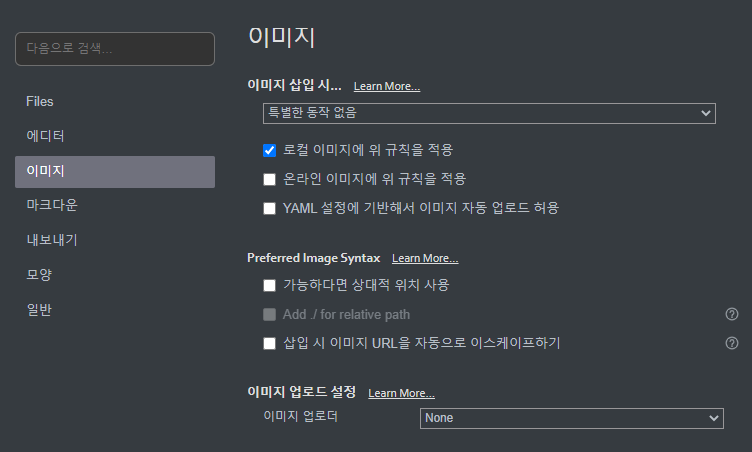 이미지
다음으로 검색...
Files
에디터
이미지
마크다운
내보내기
모양
일반
이미지 삽입 시... Learn More...
특별한 동작 없음
로컬 이미지에 위 규칙을 적용
온라인 이미지에 위 규칙을 적용
YAML 설정에 기반해서 이미지 자동 업로드 허용
Preferred Image Syntax Learn More...
가능하다면 상대적 위치 사용
Add ./ for relative path
삽입 시 이미지 URL을 자동으로 이스케이프하기
이미지 업로드 설정 Learn More...
이미지 업로더 None